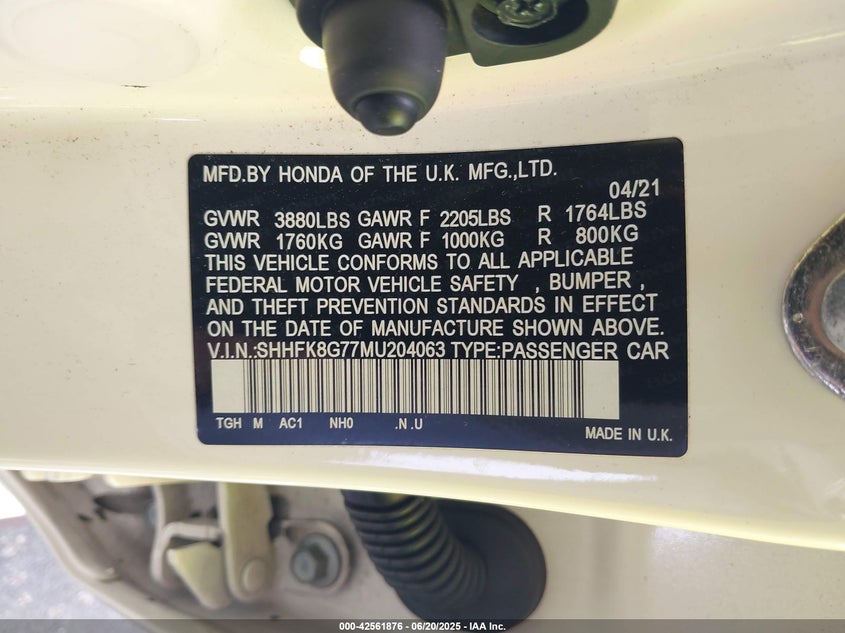 MFD.BY HONDA OF THE U.K. MFG.,LTD.
04/21
GVWR 3880LBS GAWR F 2205LBS R 1764LBS
GVWR 1760KG GAWR F 1000KG R 800KG
THIS VEHICLE CONFORMS TO ALL APPLICABLE
FEDERAL MOTOR VEHICLE SAFETY , BUMPER ,
AND THEFT PREVENTION STANDARDS IN EFFECT
ON THE DATE OF MANUFACTURE SHOWN ABOVE.
V.I.N.:SHHFK8G77MU204063 TYPE:PASSENGER CAR
TGH M AC1 NH0 .N .U
MADE IN U.K.
000-42561876 - 06/20/2025 - IAA Inc.